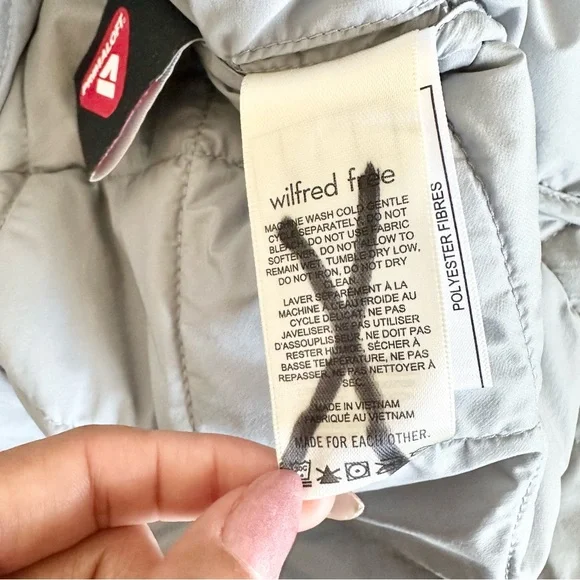 PRIMALOFT
wilfred free
MACHINE WASH COLD GENTLE
CYCLE SEPARATELY. DO NOT
BLEACH. DO NOT USE FABRIC
SOFTENER. DO NOT ALLOW TO
REMAIN WET. TUMBLE DRY LOW.
DO NOT IRON, DO NOT DRY
CLEAN.
LAVER SÉPARÉMENT À LA
MACHINE À L'EAU FROIDE AU
CYCLE DÉLICAT, NE PAS
JAVELISER, NE PAS UTILISER
D'ASSOUPLISSEUR. NE DOIT PAS
RESTER HUMIDE, SÉCHER À
BASSE TEMPÉRATURE, NE PAS
REPASSER, NE PAS NETTOYER À
SEC.
MADE IN VIETNAM
FABRIQUÉ AU VIETNAM
MADE FOR EACH OTHER.
POLYESTER FIBRES